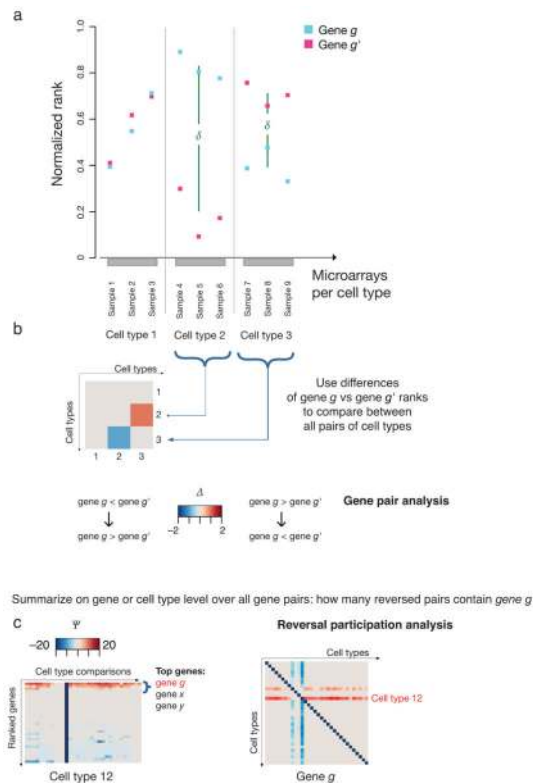 a
Gene g
Gene g'
Normalized rank
1.0
0.8
0.6
0.4
0.2
0
δ
δ
Sample 1
Sample 2
Sample 3
Sample 4
Sample 5
Sample 6
Sample 7
Sample 8
Sample 9
Microarrays
per cell type
Cell type 1
Cell type 2
Cell type 3
b
Cell types
Cell types
1
2
3
1 2 3
Use differences
of gene g vs gene g' ranks
to compare between
all pairs of cell types
gene g < gene g'
gene g > gene g'
Δ
-2 2
gene g > gene g'
gene g < gene g'
Gene pair analysis
Summarize on gene or cell type level over all gene pairs: how many reversed pairs contain gene g
c
Ψ
-20 20
Reversal participation analysis
Cell type comparisons
Ranked genes
Top genes:
gene g
gene x
gene y
Cell type 12
Cell types
Cell types
Cell type 12
Gene g